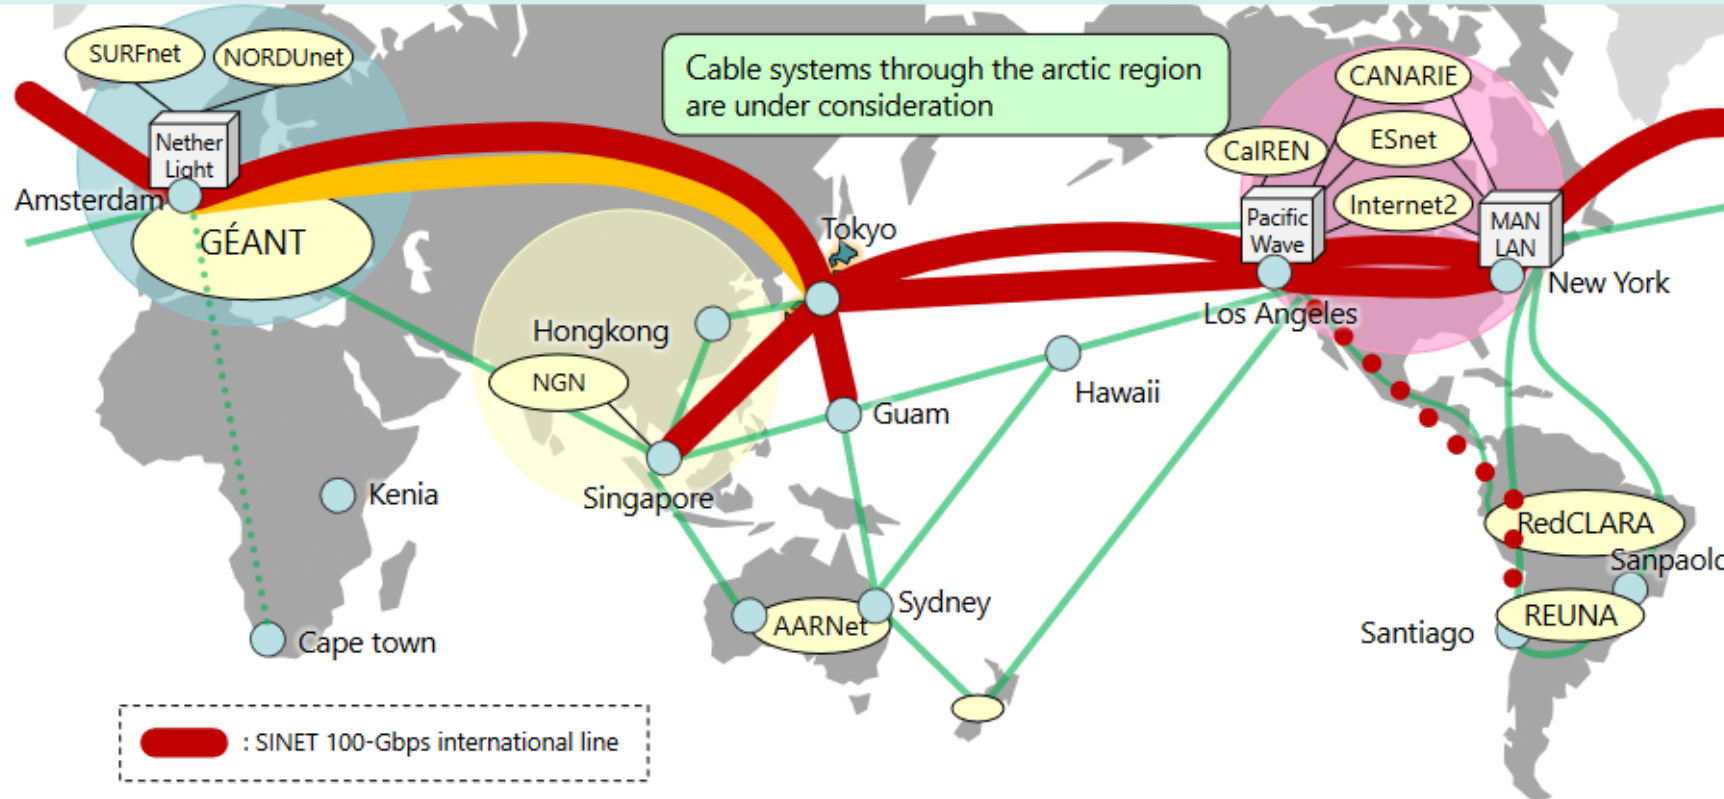 SURFnet
NORDUnet
Cable systems through the arctic region
are under consideration
CANARIE
Nether
Light
CalREN
ESnet
Amsterdam
Internet2
Pacific
Wave
MAN
LAN
GÉANT
Tokyo
New York
Los Angeles
Hongkong
NGN
Hawaii
Guam
Kenia
Singapore
RedCLARA
Sanpaolo
Sydney
AARNet
REUNA
Santiago
Cape town
: SINET 100-Gbps international line